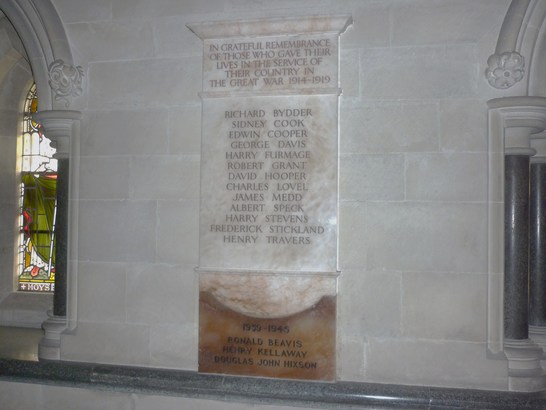 IN GRATEFUL REMEMBRANCE
OF THOSE WHO GAVE THEIR
LIVES IN THE SERVICE OF
THEIR COUNTRY IN
THE GREAT WAR 1914-1919
RICHARD BYDDER
SIDNEY COOK
EDWIN COOPER
GEORGE DAVIS
HARRY FURMAGE
ROBERT GRANT
DAVID HOOPER
CHARLES LOVEL
JAMES MEDD
ALBERT SPECK
HARRY STEVENS
FREDERICK STICKLAND
HENRY TRAVERS
1939-1945
RONALD BEAVIS
HENRY KELLAWAY
DOUGLAS JOHN HIXSON